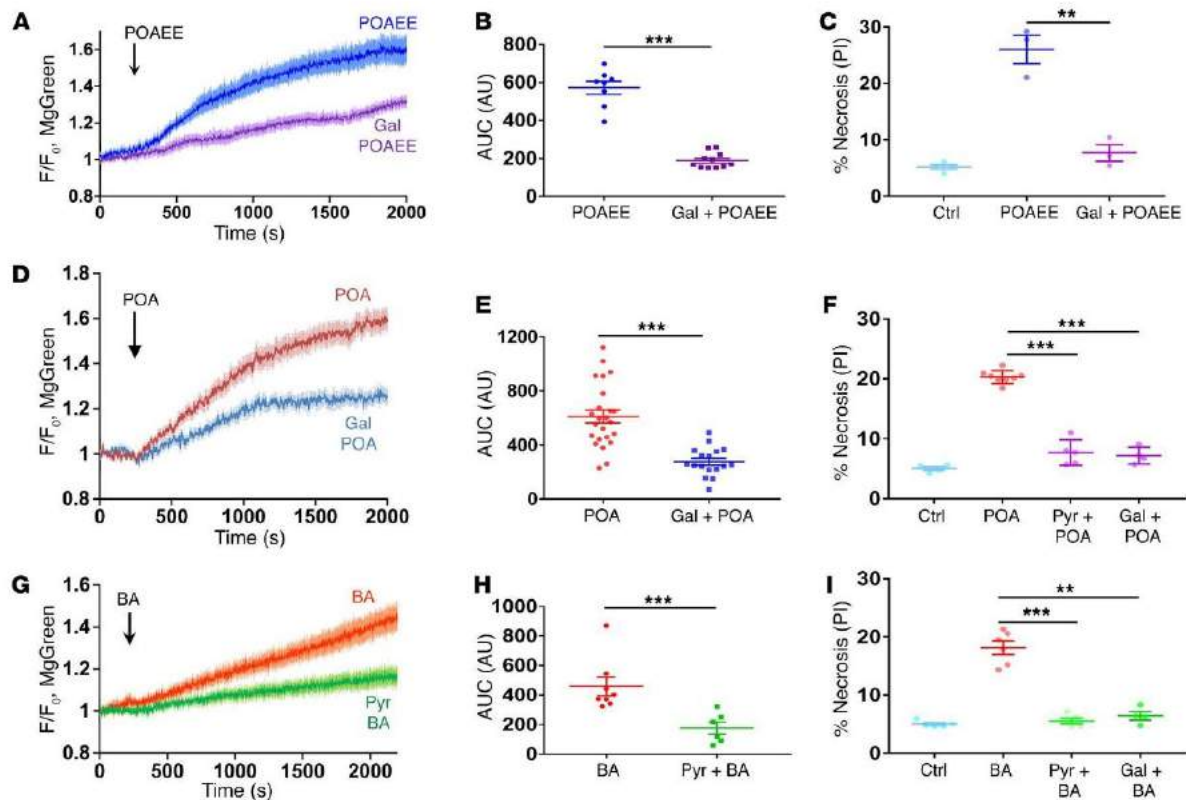 A
POAEE
POAEE
Gal
POAEE
F/F₀, MgGreen
1.6
1.4
1.2
1
0.8
0
500
1000
1500
2000
Time (s)
B
***
AUC (AU)
800
600
400
200
0
POAEE
Gal + POAEE
C
**
% Necrosis (PI)
30
20
10
0
Ctrl
POAEE
Gal + POAEE
D
POA
POA
Gal
POA
F/F₀, MgGreen
1.8
1.6
1.4
1.2
1
0.8
0
500
1000
1500
2000
Time (s)
E
***
AUC (AU)
1200
800
400
0
POA
Gal + POA
F
***
***
% Necrosis (PI)
30
20
10
0
Ctrl
POA
Pyr +
POA
Gal +
POA
G
BA
BA
Pyr
BA
F/F₀, MgGreen
1.6
1.4
1.2
1
0.8
0
500
1000
1500
2000
Time (s)
H
***
AUC (AU)
1000
800
600
400
200
0
BA
Pyr + BA
I
**
***
% Necrosis (PI)
30
20
10
0
Ctrl
BA
Pyr +
BA
Gal +
BA